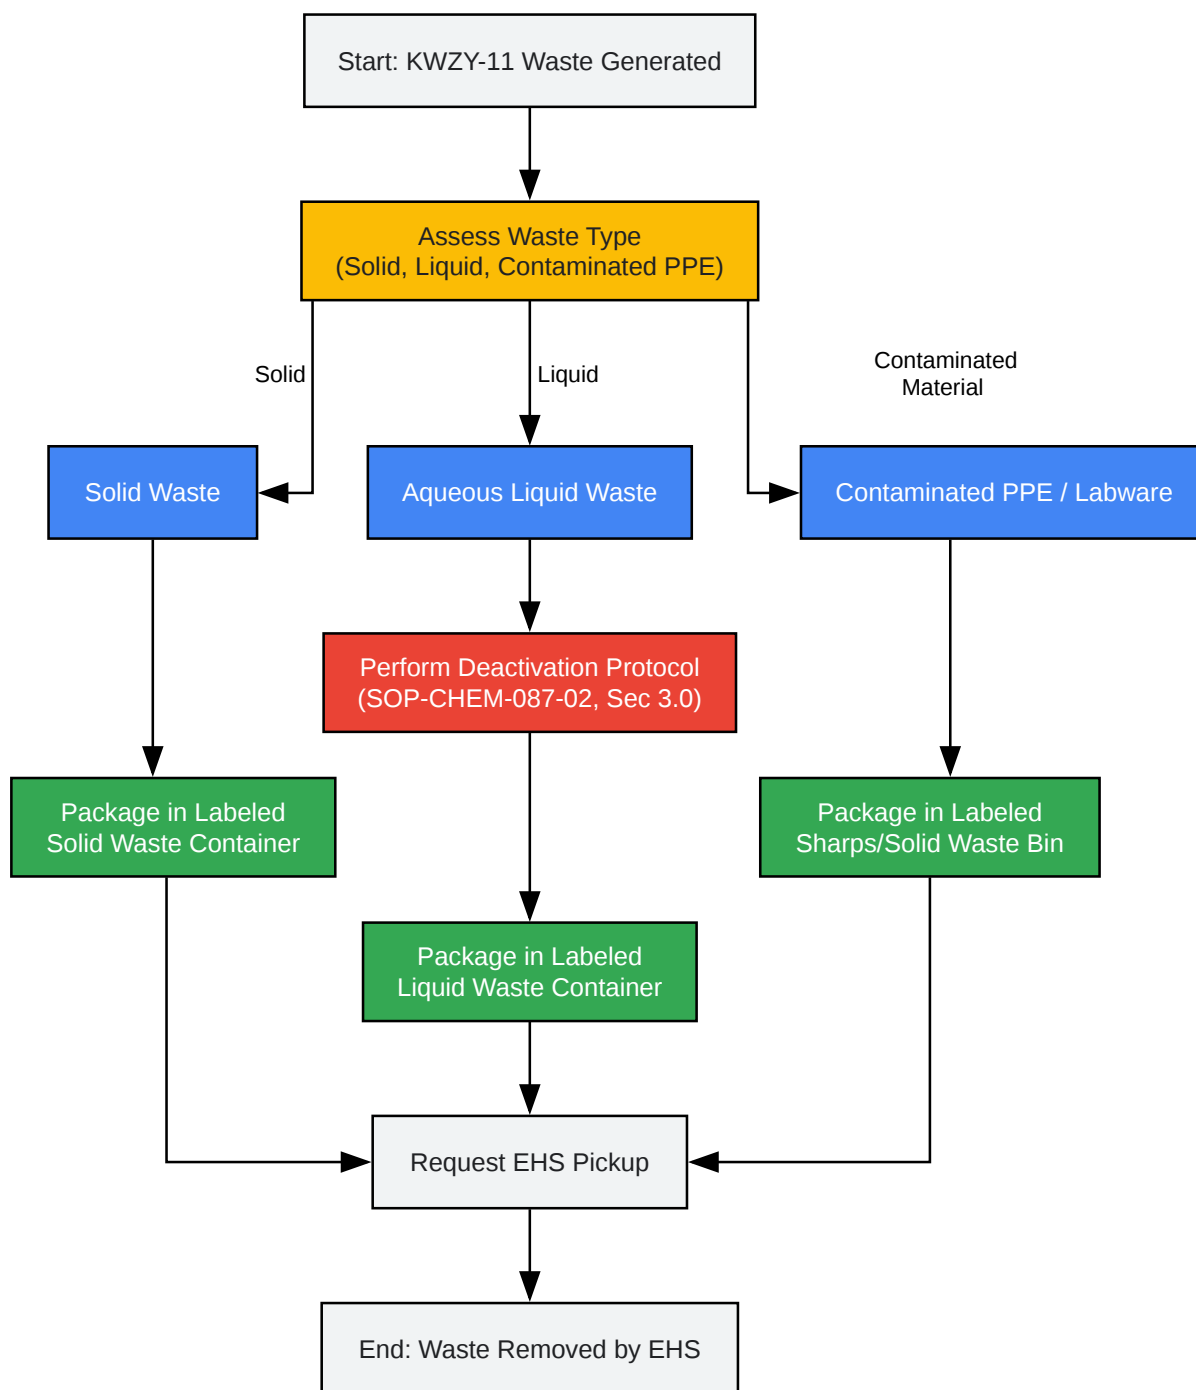 Start: KWZY-11 Waste Generated
Assess Waste Type
(Solid, Liquid, Contaminated PPE)
Solid
Liquid
Contaminated
Material
Solid Waste
Aqueous Liquid Waste
Contaminated PPE / Labware
Perform Deactivation Protocol
(SOP-CHEM-087-02, Sec 3.0)
Package in Labeled
Solid Waste Container
Package in Labeled
Sharps/Solid Waste Bin
Package in Labeled
Liquid Waste Container
Request EHS Pickup
End: Waste Removed by EHS